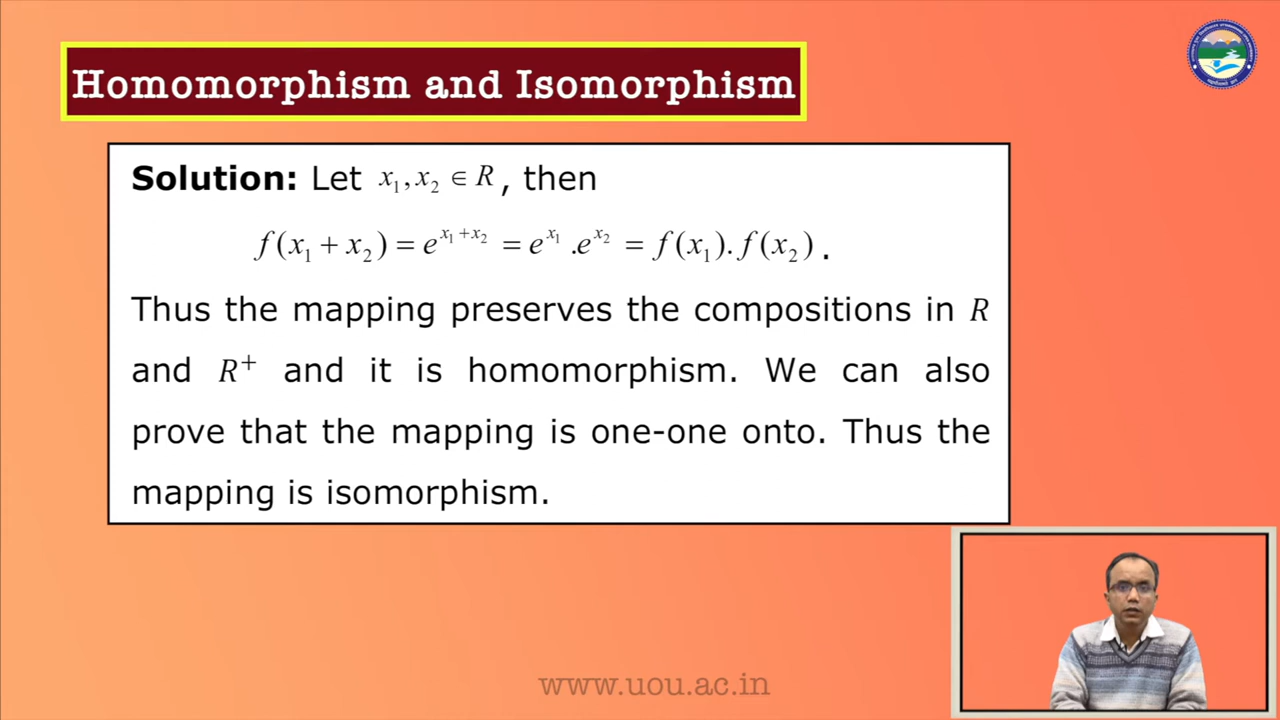 Homomorphism and Isomorphism
Solution: Let x₁, x₂ ∈ R, then
f(x₁ + x₂) = e^{x₁+x₂} = e^{x₁} .e^{x₂} = f(x₁). f(x₂) .
Thus the mapping preserves the compositions in R
and R⁺ and it is homomorphism. We can also
prove that the mapping is one-one onto. Thus the
mapping is isomorphism.
www.uou.ac.in